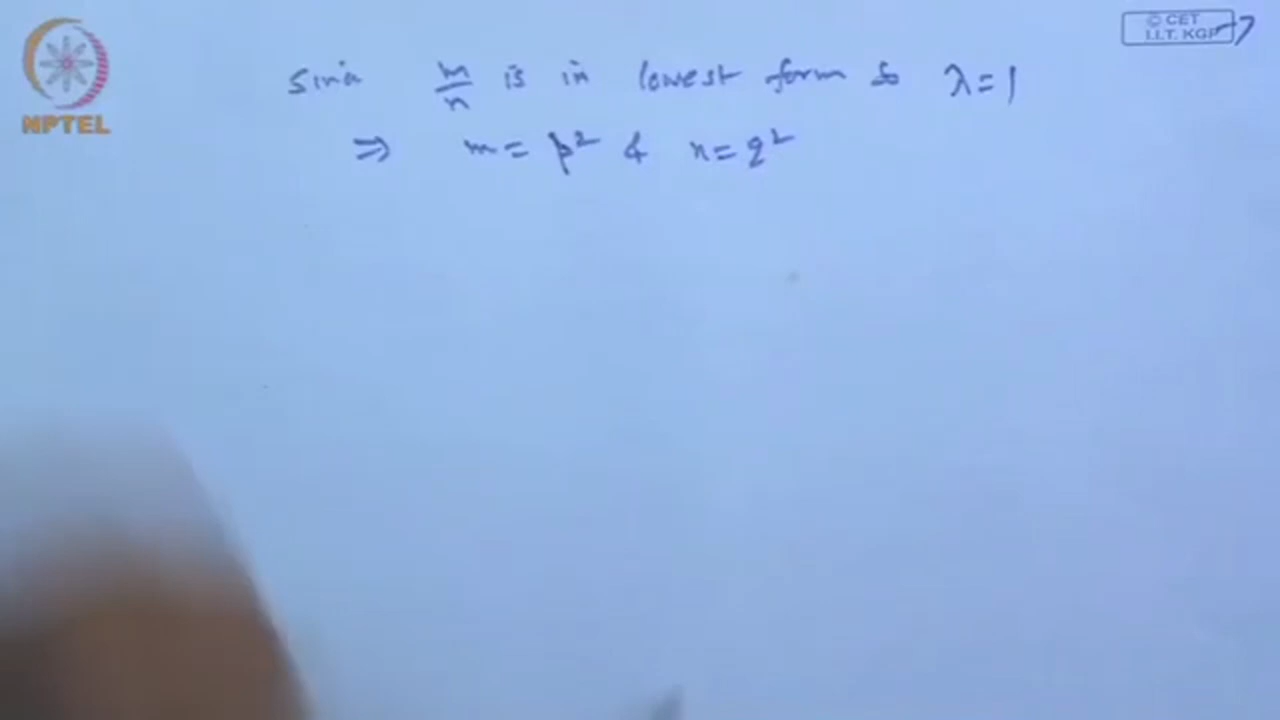 © CET
I.I.T. KGP
Since m/n is in lowest form so λ=1
⇒ m = p² & n = q²
NPTEL